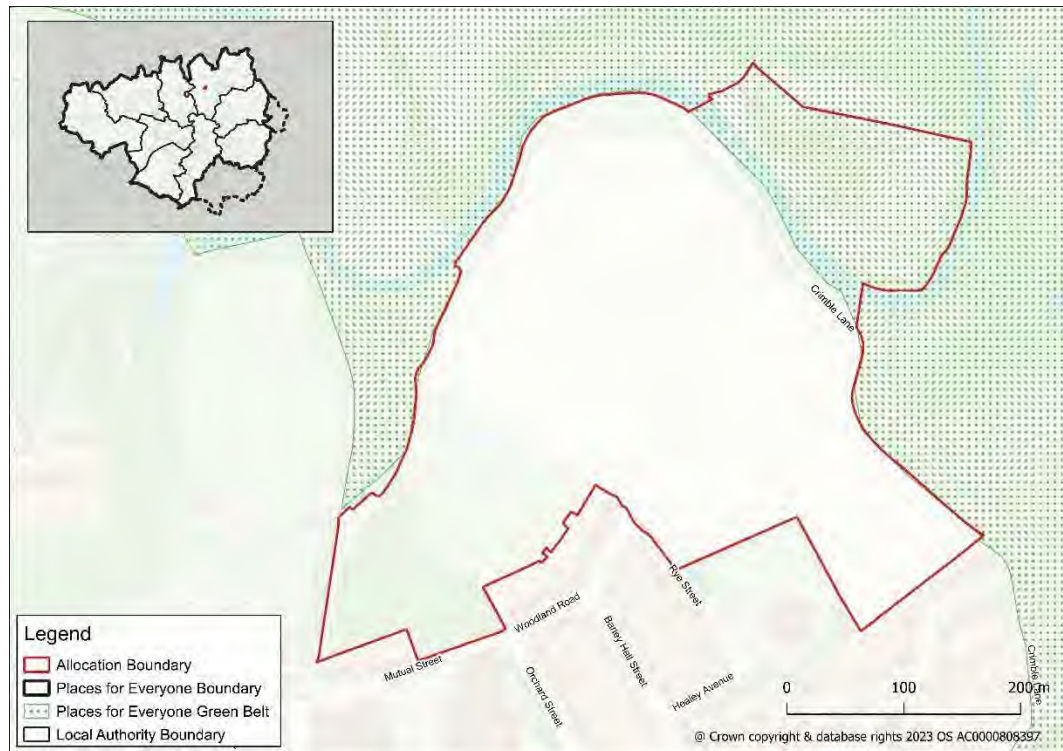 Crimble Lane
Rye Street
Woodland Road
Barley Hall Street
Mutual Street
Orchard Street
Healey Avenue
Crimble Lane
Legend
Allocation Boundary
Places for Everyone Boundary
Places for Everyone Green Belt
Local Authority Boundary
0 100 200 m
@ Crown copyright & database rights 2023 OS AC0000808397.